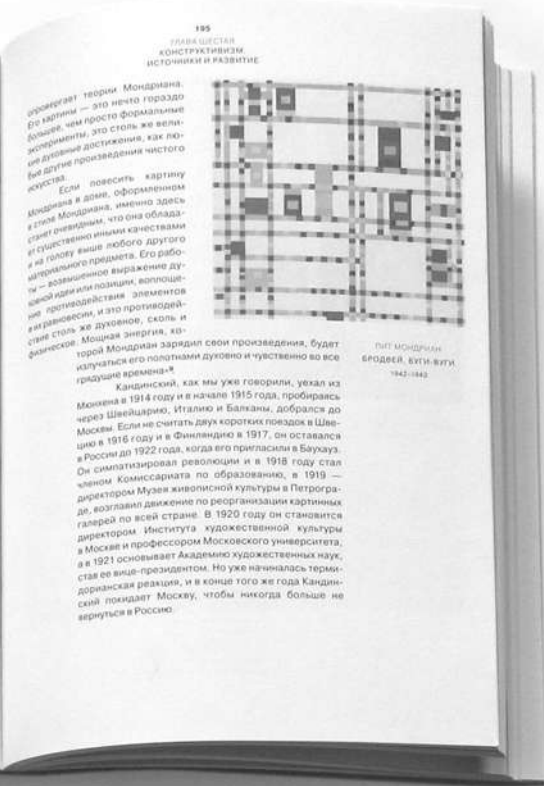 195
ГЛАВА ШЕСТАЯ
КОНСТРУКТИВИЗМ.
ИСТОЧНИКИ И РАЗВИТИЕ
опровергает теории Мондриана.
Его картины — это нечто гораздо
большее, чем просто формальные
эксперименты, это столь же вели-
кие духовные достижения, как лю-
бые другие произведения чистого
искусства.
Если повесить картину
Мондриана в доме, оформленном
в стиле Мондриана, именно здесь
станет очевидным, что она облада-
ет существенно иными качествами
и на голову выше любого другого
материального предмета. Его рабо-
ты — возвышенное выражение ду-
ховной идеи или позиции, воплоще-
ние противодействия элементов
в их равновесии, и это противодей-
ствие столь же духовное, сколь и
физическое. Мощная энергия, ко-
торой Мондриан зарядил свои произведения, будет
излучаться его полотнами духовно и чувственно во все
грядущие времена»
Кандинский, как мы уже говорили, уехал из
Мюнхена в 1914 году и в начале 1915 года, пробираясь
через Швейцарию, Италию и Балканы, добрался до
Москвы. Если не считать двух коротких поездок в Шве-
цию в 1916 году и в Финляндию в 1917, он оставался
в России до 1922 года, когда его пригласили в Баухауз.
Он симпатизировал революции и в 1918 году стал
членом Комиссариата по образованию, в 1919 —
директором Музея живописной культуры в Петрогра-
де, возглавил движение по реорганизации картинных
галерей по всей стране. В 1920 году он становится
директором Института художественной культуры
в Москве и профессором Московского университета,
а в 1921 основывает Академию художественных наук,
став ее вице-президентом. Но уже начиналась терми-
дорианская реакция, и в конце того же года Кандин-
ский покидает Москву, чтобы никогда больше не
вернуться в Россию.
ПИТ МОНДРИАН
БРОДВЕЙ, БУГИ-ВУГИ
1942–1943